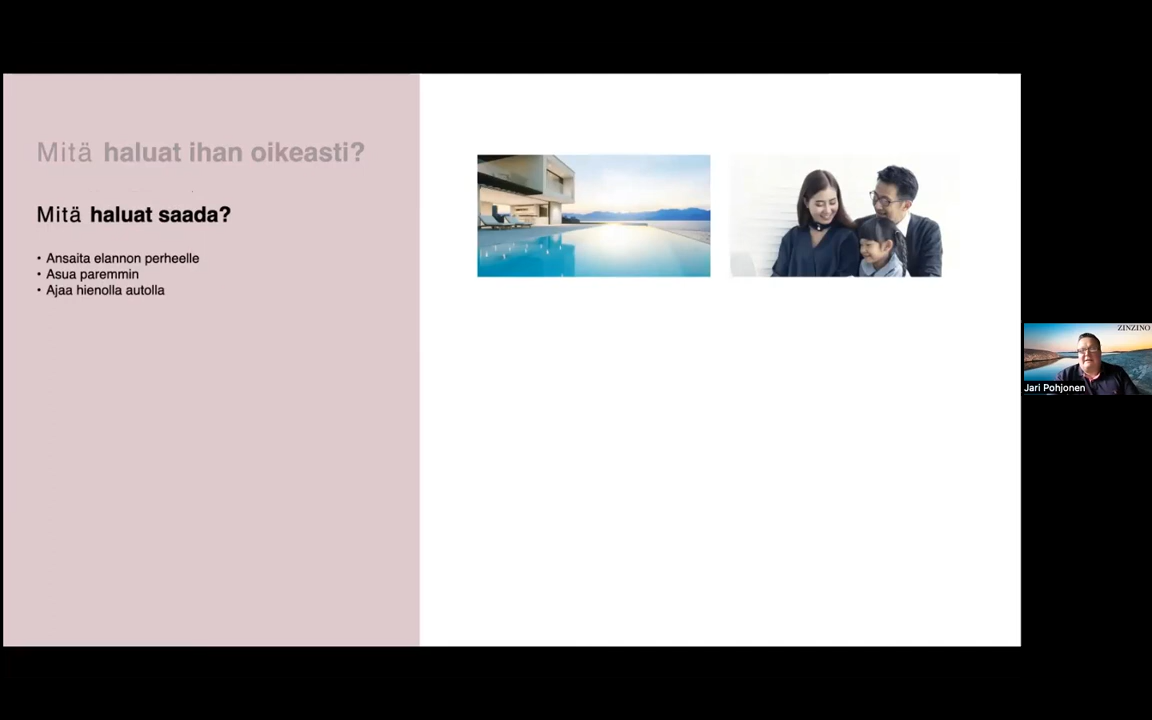 Mitä haluat ihan oikeasti?
Mitä haluat saada?
• Ansaita elannon perheelle
• Asua paremmin
• Ajaa hienolla autolla
ZINZINO
Jari Pohjonen